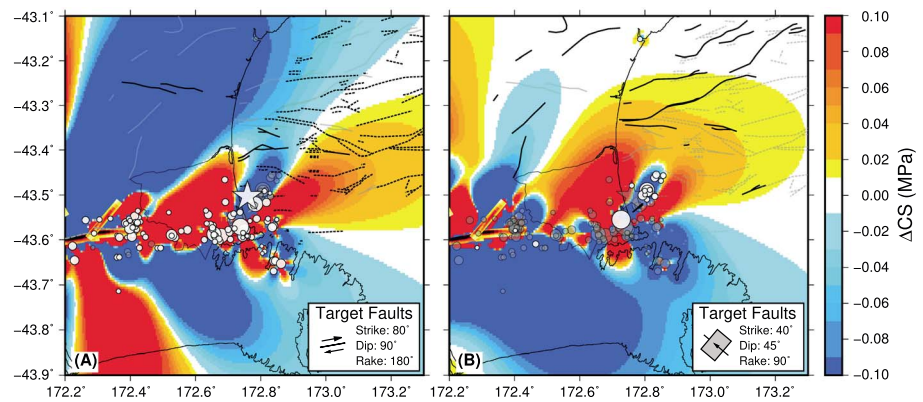 −43.1°
−43.2°
−43.3°
−43.4°
−43.5°
−43.6°
−43.7°
−43.8°
−43.9°
172.2° 172.4° 172.6° 172.8° 173.0°
(A)
Target Faults
Strike: 80°
Dip: 90°
Rake: 180°
172.2° 172.4° 172.6° 172.8° 173.0°
(B)
Target Faults
Strike: 40°
Dip: 45°
Rake: 90°
0.10
0.08
0.06
0.04
0.02
0.00
−0.02
−0.04
−0.06
−0.08
−0.10
ΔCS (MPa)